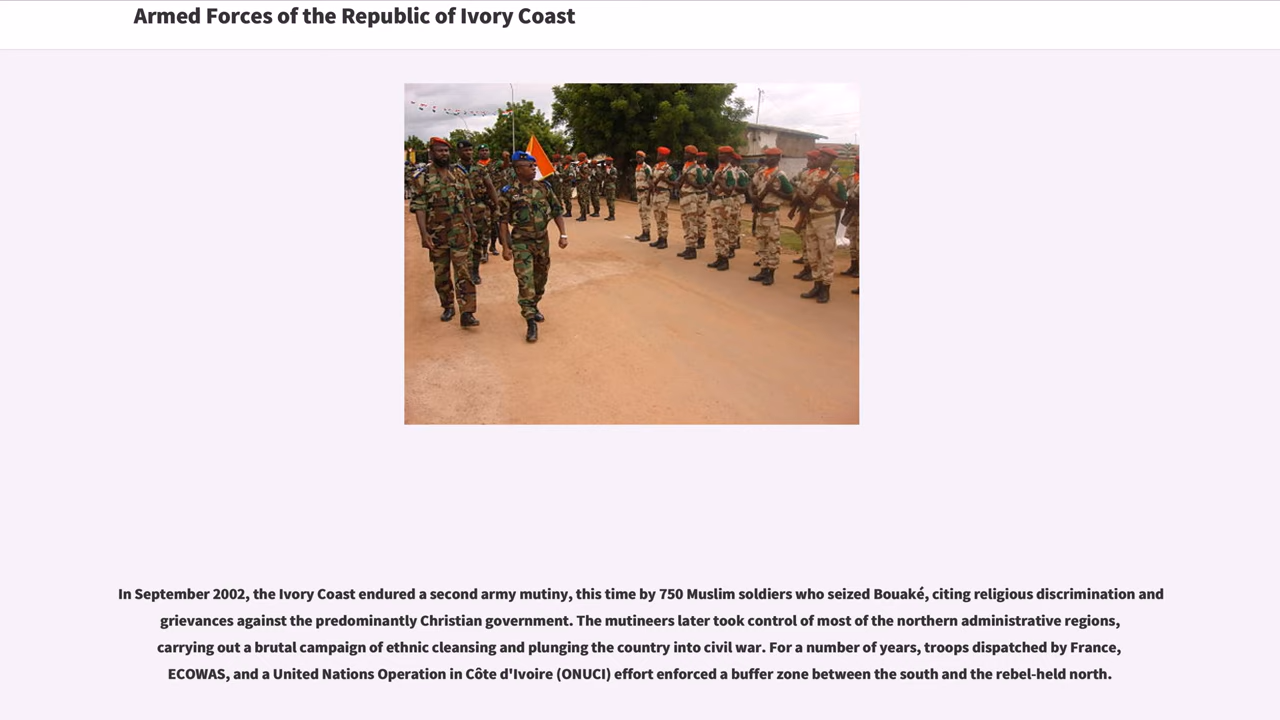 Armed Forces of the Republic of Ivory Coast
In September 2002, the Ivory Coast endured a second army mutiny, this time by 750 Muslim soldiers who seized Bouaké, citing religious discrimination and
grievances against the predominantly Christian government. The mutineers later took control of most of the northern administrative regions,
carrying out a brutal campaign of ethnic cleansing and plunging the country into civil war. For a number of years, troops dispatched by France,
ECOWAS, and a United Nations Operation in Côte d'Ivoire (ONUCI) effort enforced a buffer zone between the south and the rebel-held north.